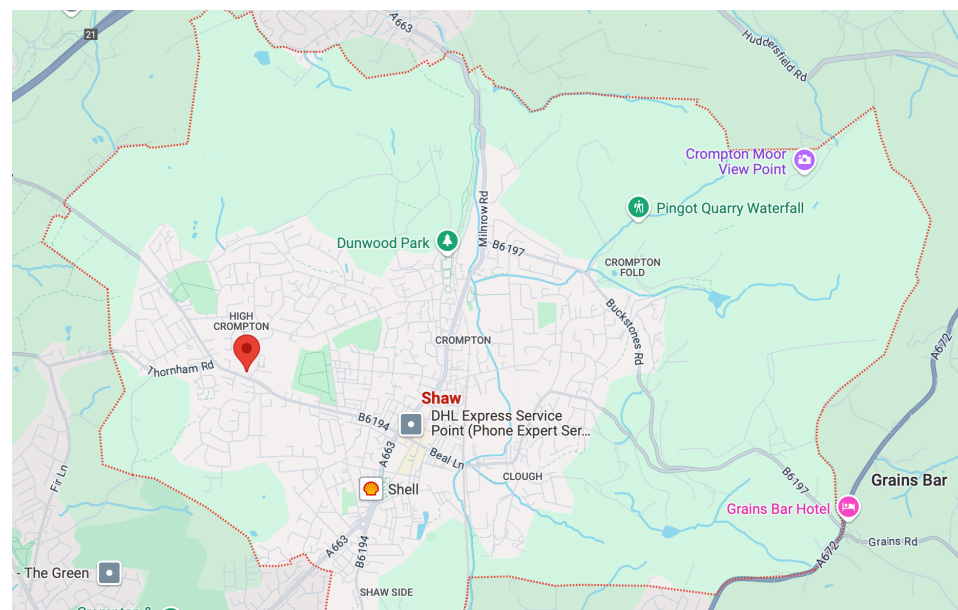 A663
21
Huddersfield Rd
Crompton Moor
View Point
Pingot Quarry Waterfall
Milnrow Rd
Dunwood Park
B6197
CROMPTON
FOLD
Buckstones Rd
HIGH
CROMPTON
CROMPTON
A672
Thornham Rd
Shaw
B6194
DHL Express Service
Point (Phone Expert Ser...
Beal Ln
A663
Fir Ln
CLOUGH
B6197
Grains Bar
Shell
Grains Bar Hotel
A663
B6194
A672
Grains Rd
- The Green
SHAW SIDE